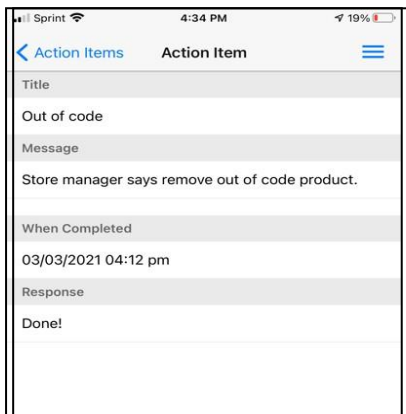 Sprint 4:34 PM 19%
Action Items Action Item
Title
Out of code
Message
Store manager says remove out of code product.
When Completed
03/03/2021 04:12 pm
Response
Done!